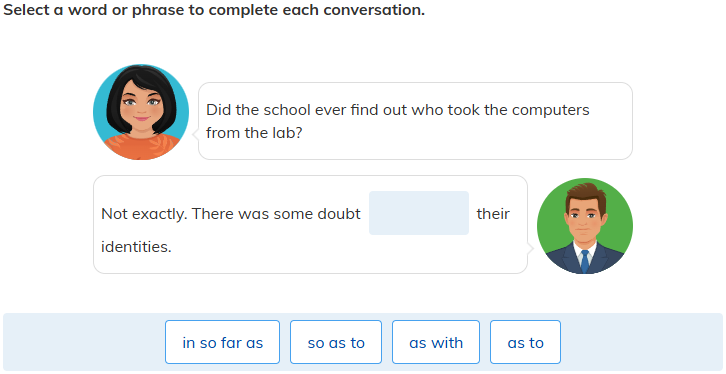 Select a word or phrase to complete each conversation.
Did the school ever find out who took the computers
from the lab?
Not exactly. There was some doubt their
identities.
in so far as so as to as with as to